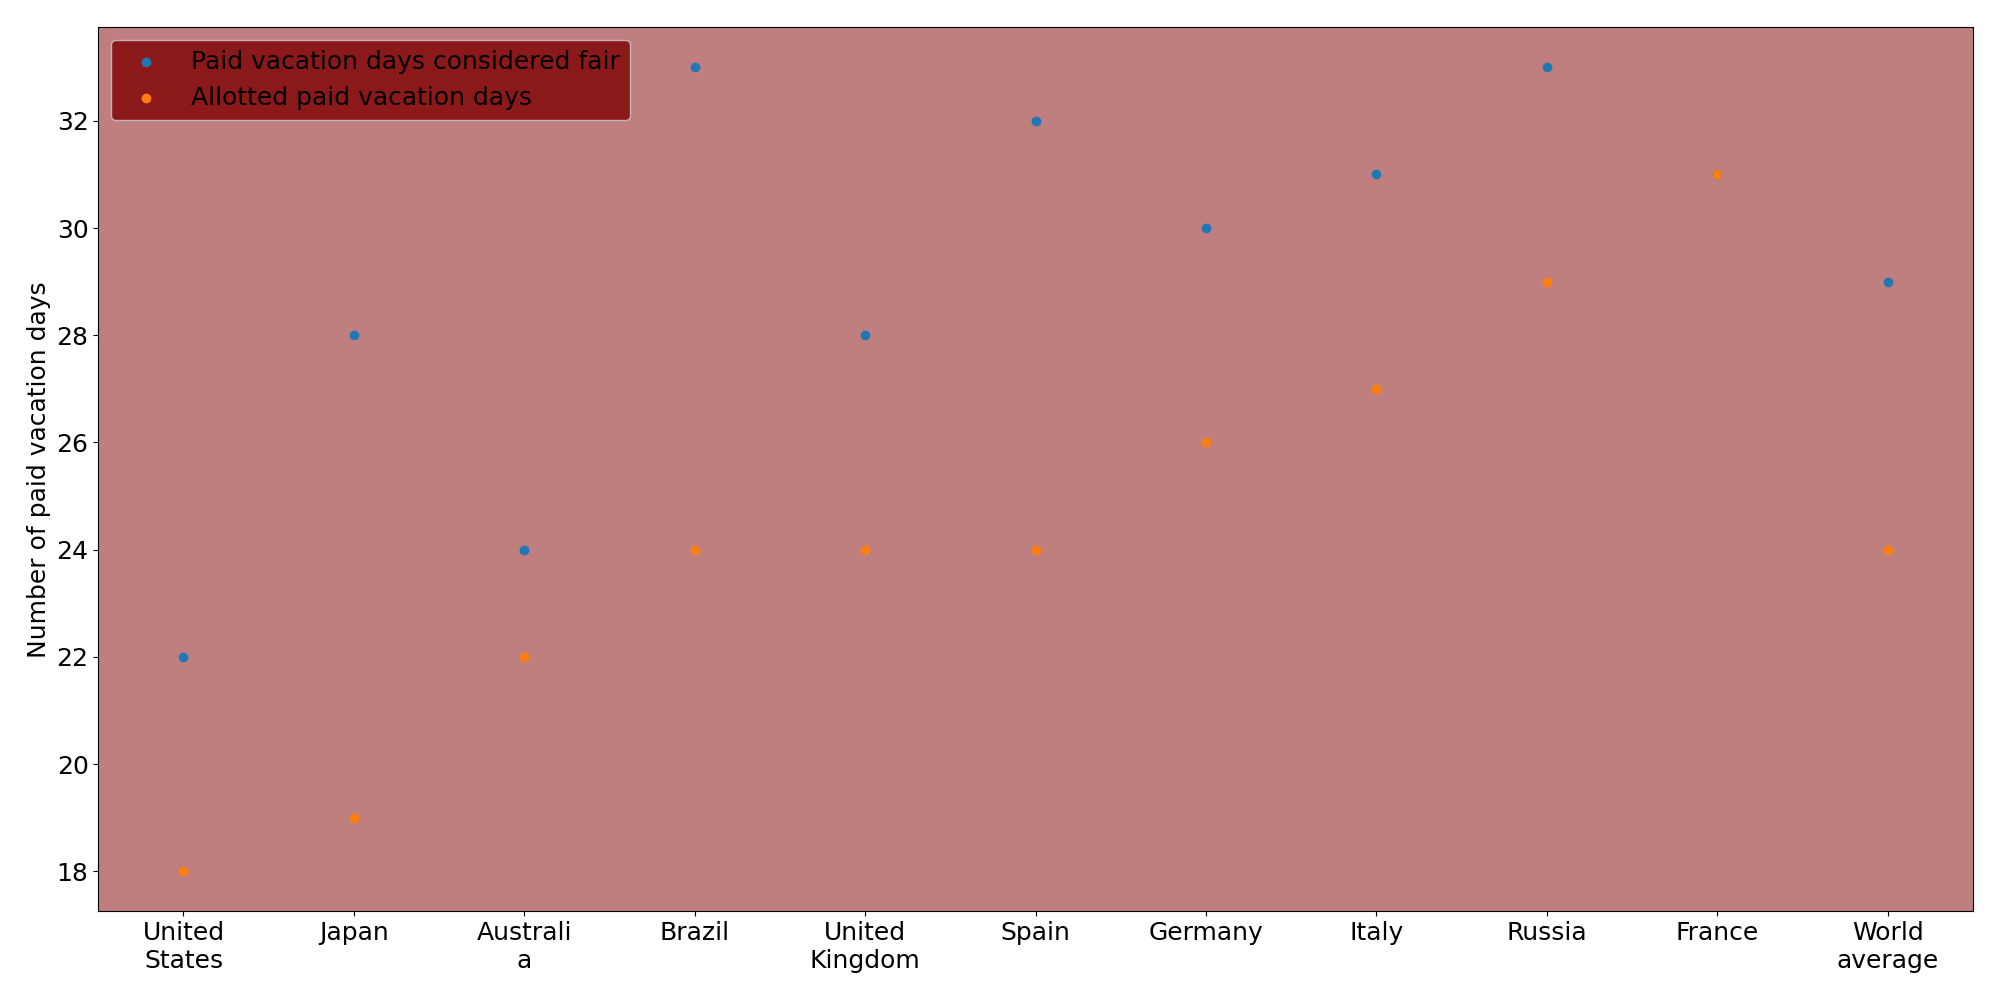 Paid vacation days considered fair
Allotted paid vacation days
Number of paid vacation days
32
30
28
26
24
22
20
18
United
States
Japan
Australi
a
Brazil
United
Kingdom
Spain
Germany
Italy
Russia
France
World
average